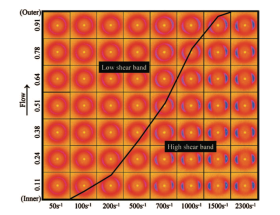 (Outer)
0.91
0.78
0.64
0.51
0.38
0.24
0.11
(Inner)
Flow
Low shear band
High shear band
50s⁻¹ 100s⁻¹ 200s⁻¹ 500s⁻¹ 700s⁻¹ 1000s⁻¹ 1500s⁻¹ 2300s⁻¹